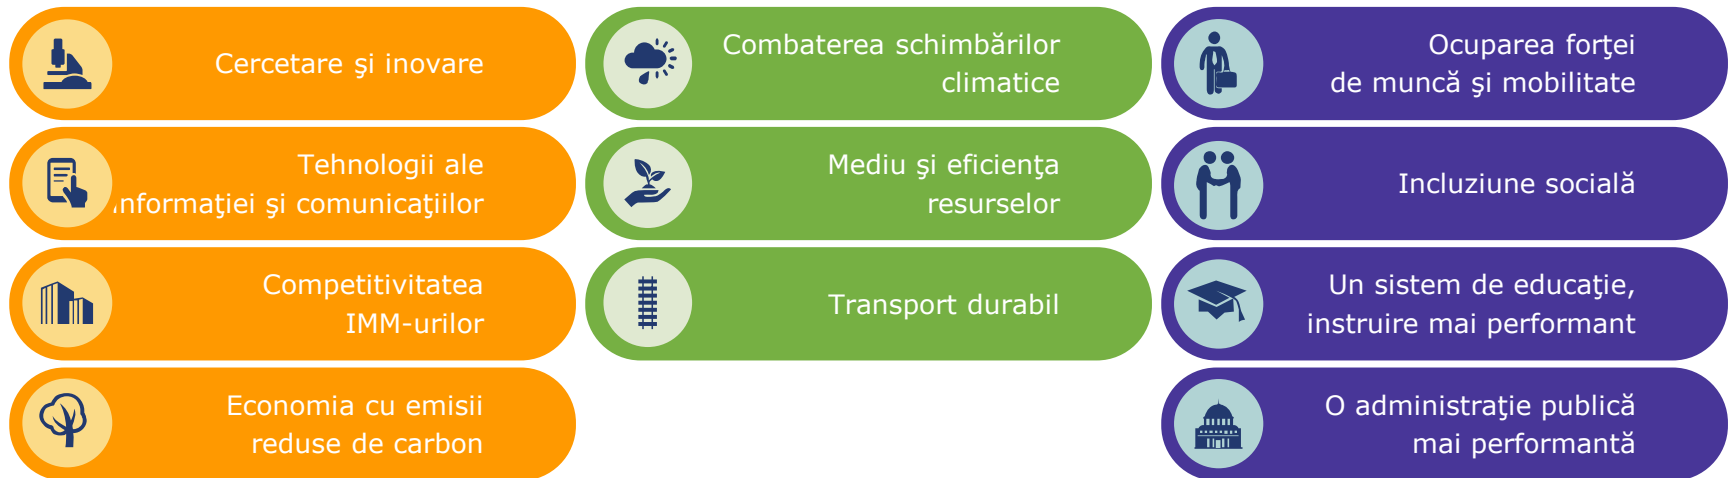 Cercetare şi inovare
Tehnologii ale
informaţiei şi comunicaţiilor
Competitivitatea
IMM-urilor
Economia cu emisii
reduse de carbon
Combaterea schimbărilor
climatice
Mediu şi eficienţa
resurselor
Transport durabil
Ocuparea forţei
de muncă şi mobilitate
Incluziune socială
Un sistem de educaţie,
instruire mai performant
O administraţie publică
mai performantă